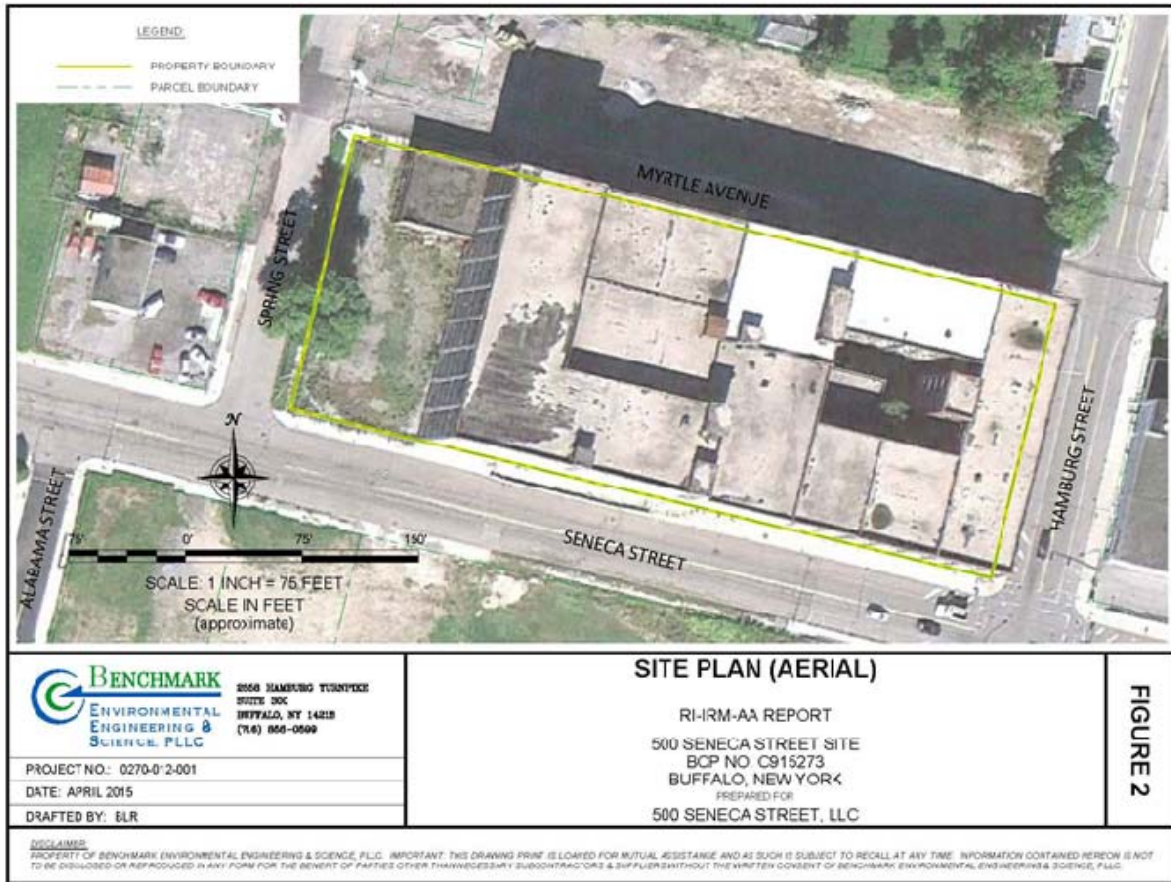 LEGEND:
PROPERTY BOUNDARY
PARCEL BOUNDARY
MYRTLE AVENUE
SPRING STREET
HAMBURG STREET
SENECA STREET
ALABAMA STREET
N
75' 0' 75' 150'
SCALE: 1 INCH = 75 FEET
SCALE IN FEET
(approximate)
BENCHMARK
ENVIRONMENTAL
ENGINEERING &
SCIENCE, PLLC
2558 HAMBURG TURNPIKE
SUITE 300
BUFFALO, NY 14218
(716) 856-0599
PROJECT NO.: 0270-012-001
DATE: APRIL 2015
DRAFTED BY: BLR
SITE PLAN (AERIAL)
RI-IRM-AA REPORT
500 SENECA STREET SITE
BCP NO. C915273
BUFFALO, NEW YORK
PREPARED FOR
500 SENECA STREET, LLC
FIGURE 2
DISCLAIMER:
PROPERTY OF BENCHMARK ENVIRONMENTAL ENGINEERING & SCIENCE, PLLC. IMPORTANT: THIS DRAWING PRINT IS LOANED FOR MUTUAL ASSISTANCE AND AS SUCH IS SUBJECT TO RECALL AT ANY TIME. INFORMATION CONTAINED HEREON IS NOT
TO BE DISCLOSED OR REPRODUCED IN ANY FORM FOR THE BENEFIT OF PARTIES OTHER THAN NECESSARY SUBCONTRACTORS & SUPPLIERS WITHOUT THE WRITTEN CONSENT OF BENCHMARK ENVIRONMENTAL ENGINEERING & SCIENCE, PLLC.